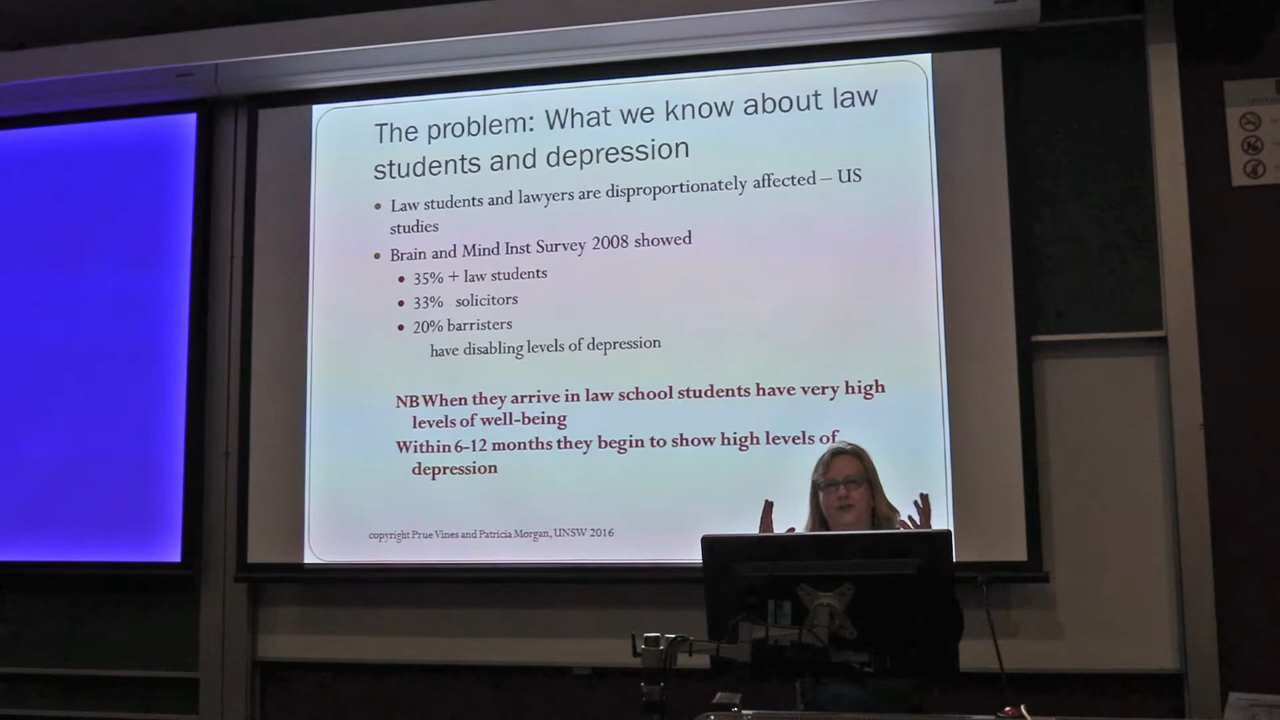 The problem: What we know about law
students and depression
• Law students and lawyers are disproportionately affected – US
studies
• Brain and Mind Inst Survey 2008 showed
• 35% + law students
• 33% solicitors
• 20% barristers
have disabling levels of depression
NB When they arrive in law school students have very high
levels of well-being
Within 6-12 months they begin to show high levels of
depression
copyright Prue Vines and Patricia Morgan, UNSW 2016